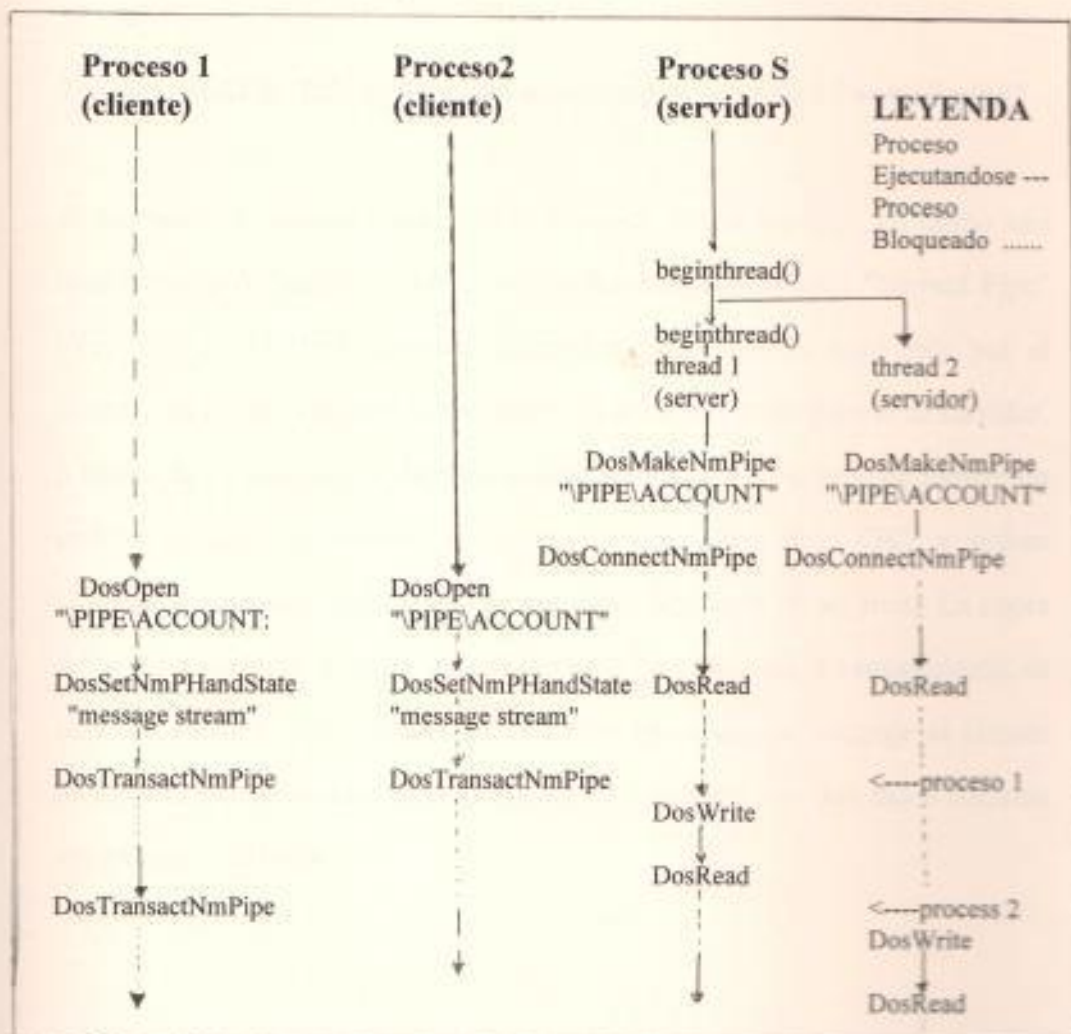 Proceso 1
(cliente)
Proceso2
(cliente)
Proceso S
(servidor)
LEYENDA
Proceso
Ejecutandose ---
Proceso
Bloqueado ......
beginthread()
beginthread()
thread 1
(server)
thread 2
(servidor)
DosMakeNmPipe
"\PIPE\ACCOUNT"
DosMakeNmPipe
"\PIPE\ACCOUNT"
DosConnectNmPipe
DosConnectNmPipe
DosOpen
"\PIPE\ACCOUNT:
DosOpen
"\PIPE\ACCOUNT"
DosSetNmPHandState
"message stream"
DosSetNmPHandState
"message stream"
DosRead
DosRead
DosTransactNmPipe
DosTransactNmPipe
<----proceso 1
DosWrite
DosRead
DosTransactNmPipe
<----process 2
DosWrite
DosRead